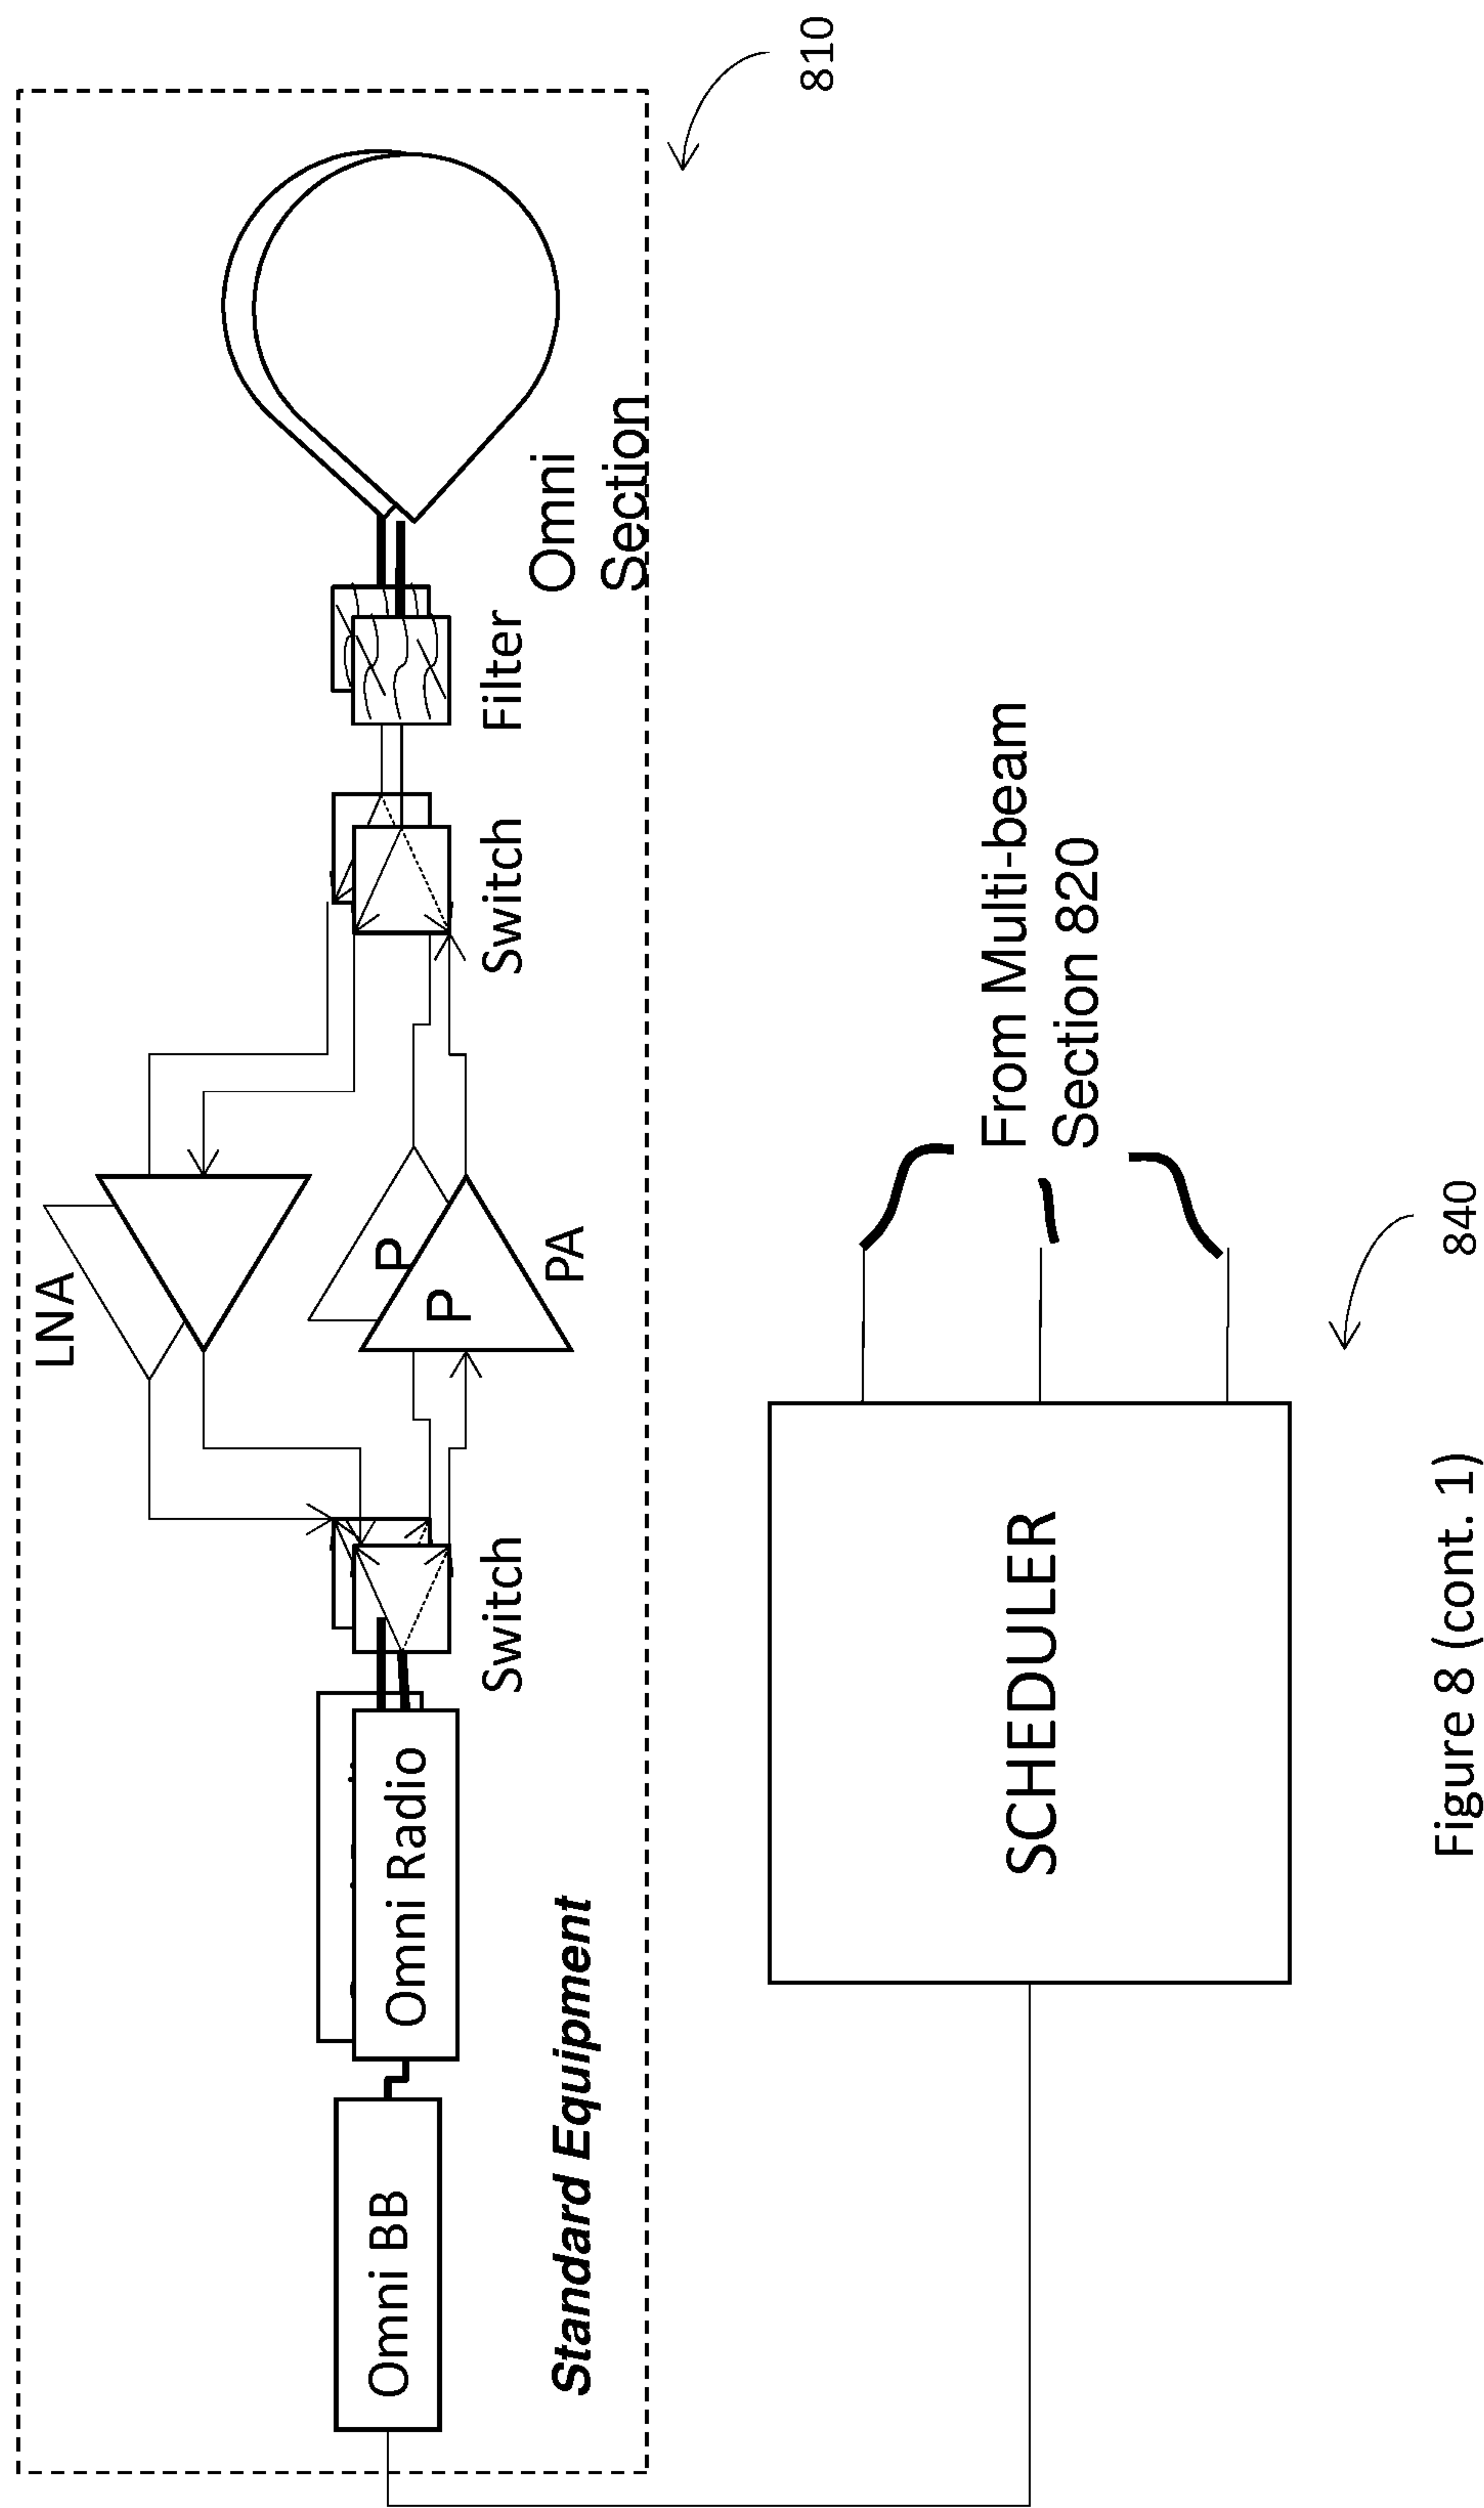 810
LNA
P
P
PA
Omni BB
Omni Radio
Switch
Switch
Filter
Omni
Section
Standard Equipment
SCHEDULER
From Multi-beam
Section 820
840
Figure 8 (cont. 1)